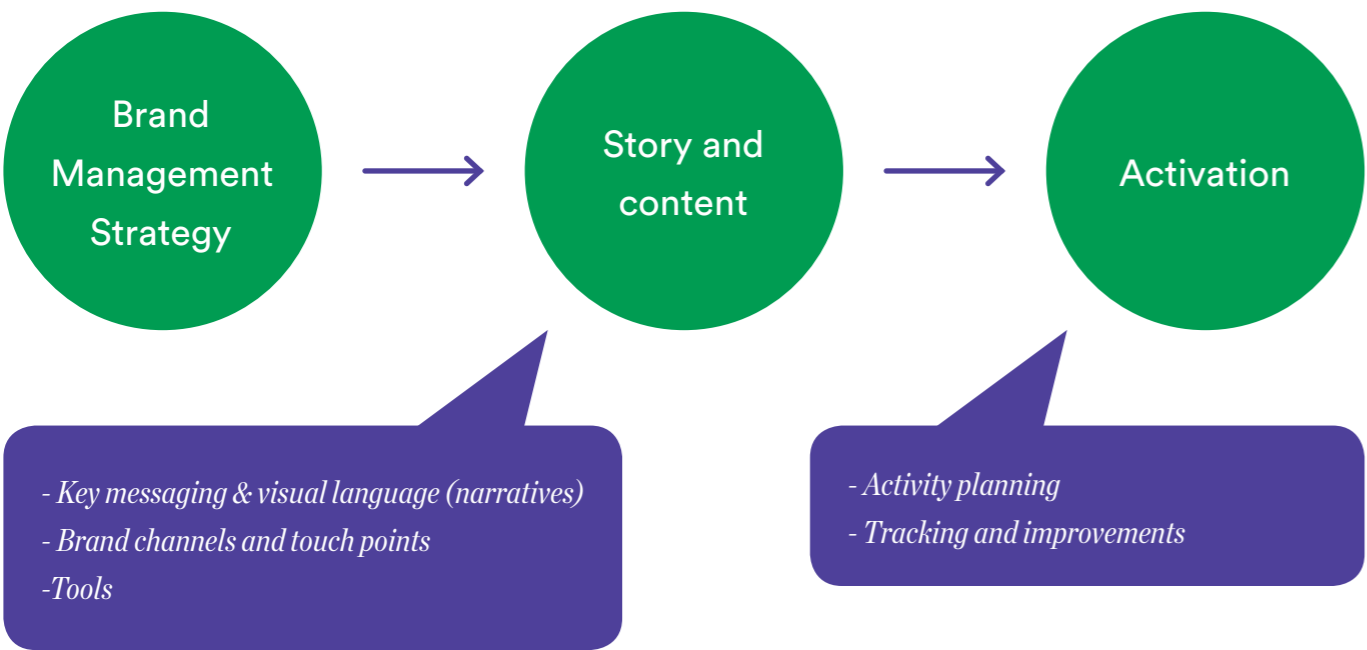 Brand
Management
Strategy
Story and
content
Activation
- Key messaging & visual language (narratives)
- Brand channels and touch points
-Tools
- Activity planning
- Tracking and improvements